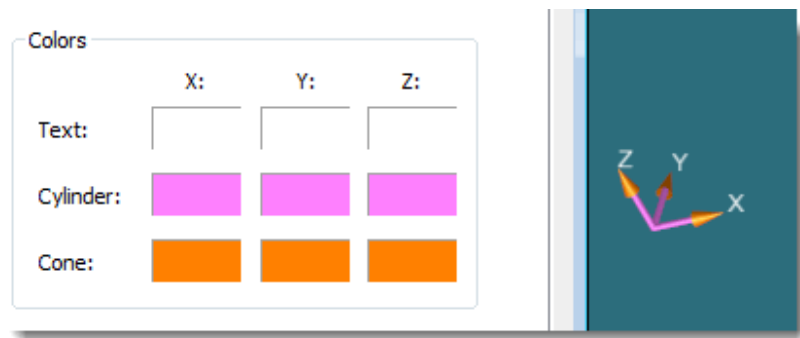 Colors
X: Y: Z:
Text:
Cylinder:
Cone:
Z Y X